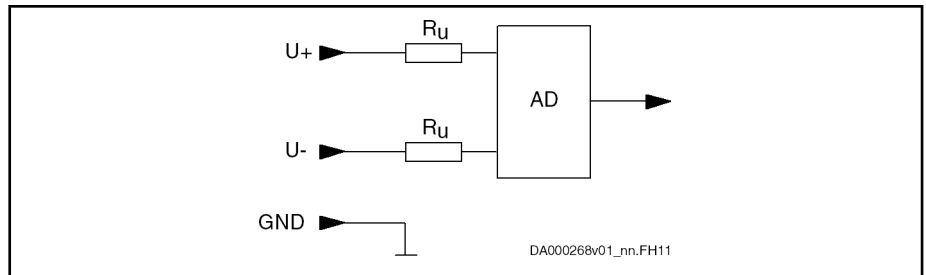 Ru
U+
AD
Ru
U-
GND
DA000268v01_nn.FH11